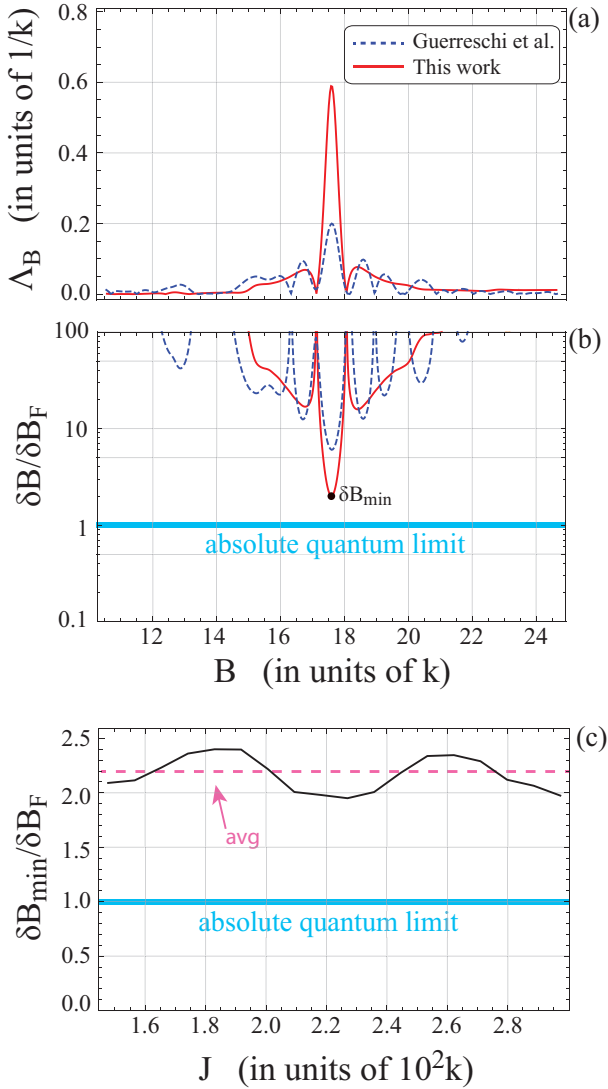 (a)
0.8
Λ_B (in units of 1/k)
Guerreschi et al.
This work
0.6
0.4
0.2
0.0
(b)
100
δB/δB_F
10
δB_min
1
absolute quantum limit
0.1
12 14 16 18 20 22 24
B (in units of k)
(c)
2.5
δB_min/δB_F
2.0
avg
1.5
1.0
absolute quantum limit
0.5
0.0
1.6 1.8 2.0 2.2 2.4 2.6 2.8
J (in units of 10²k)